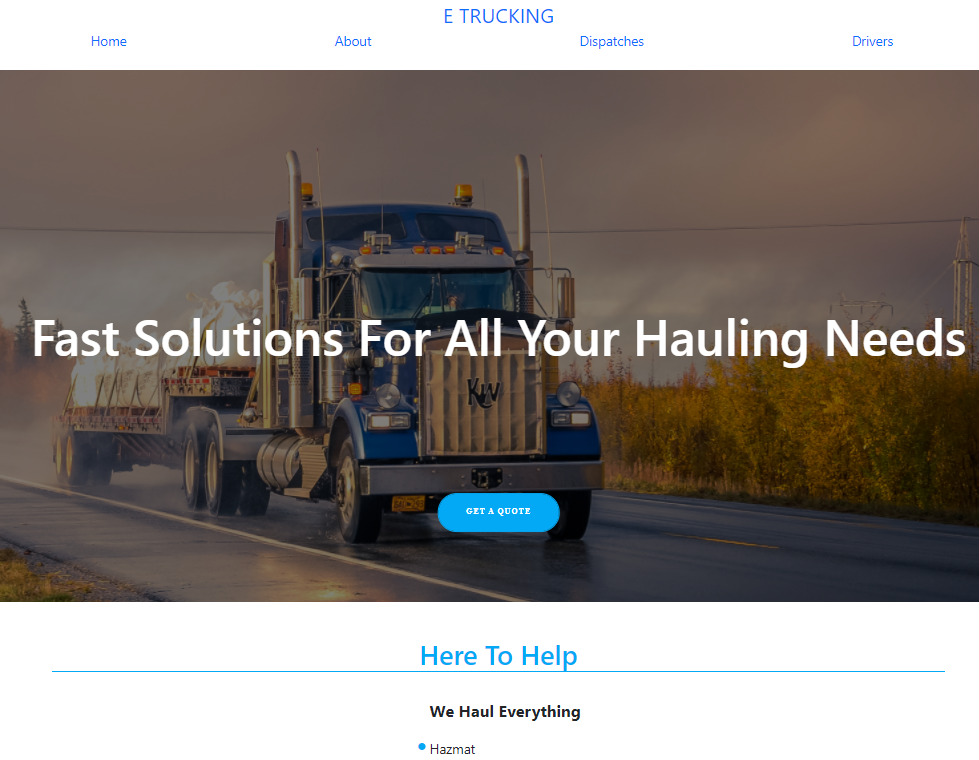 E TRUCKING
Home About Dispatches Drivers
Fast Solutions For All Your Hauling Needs
KW
GET A QUOTE
Here To Help
We Haul Everything
Hazmat